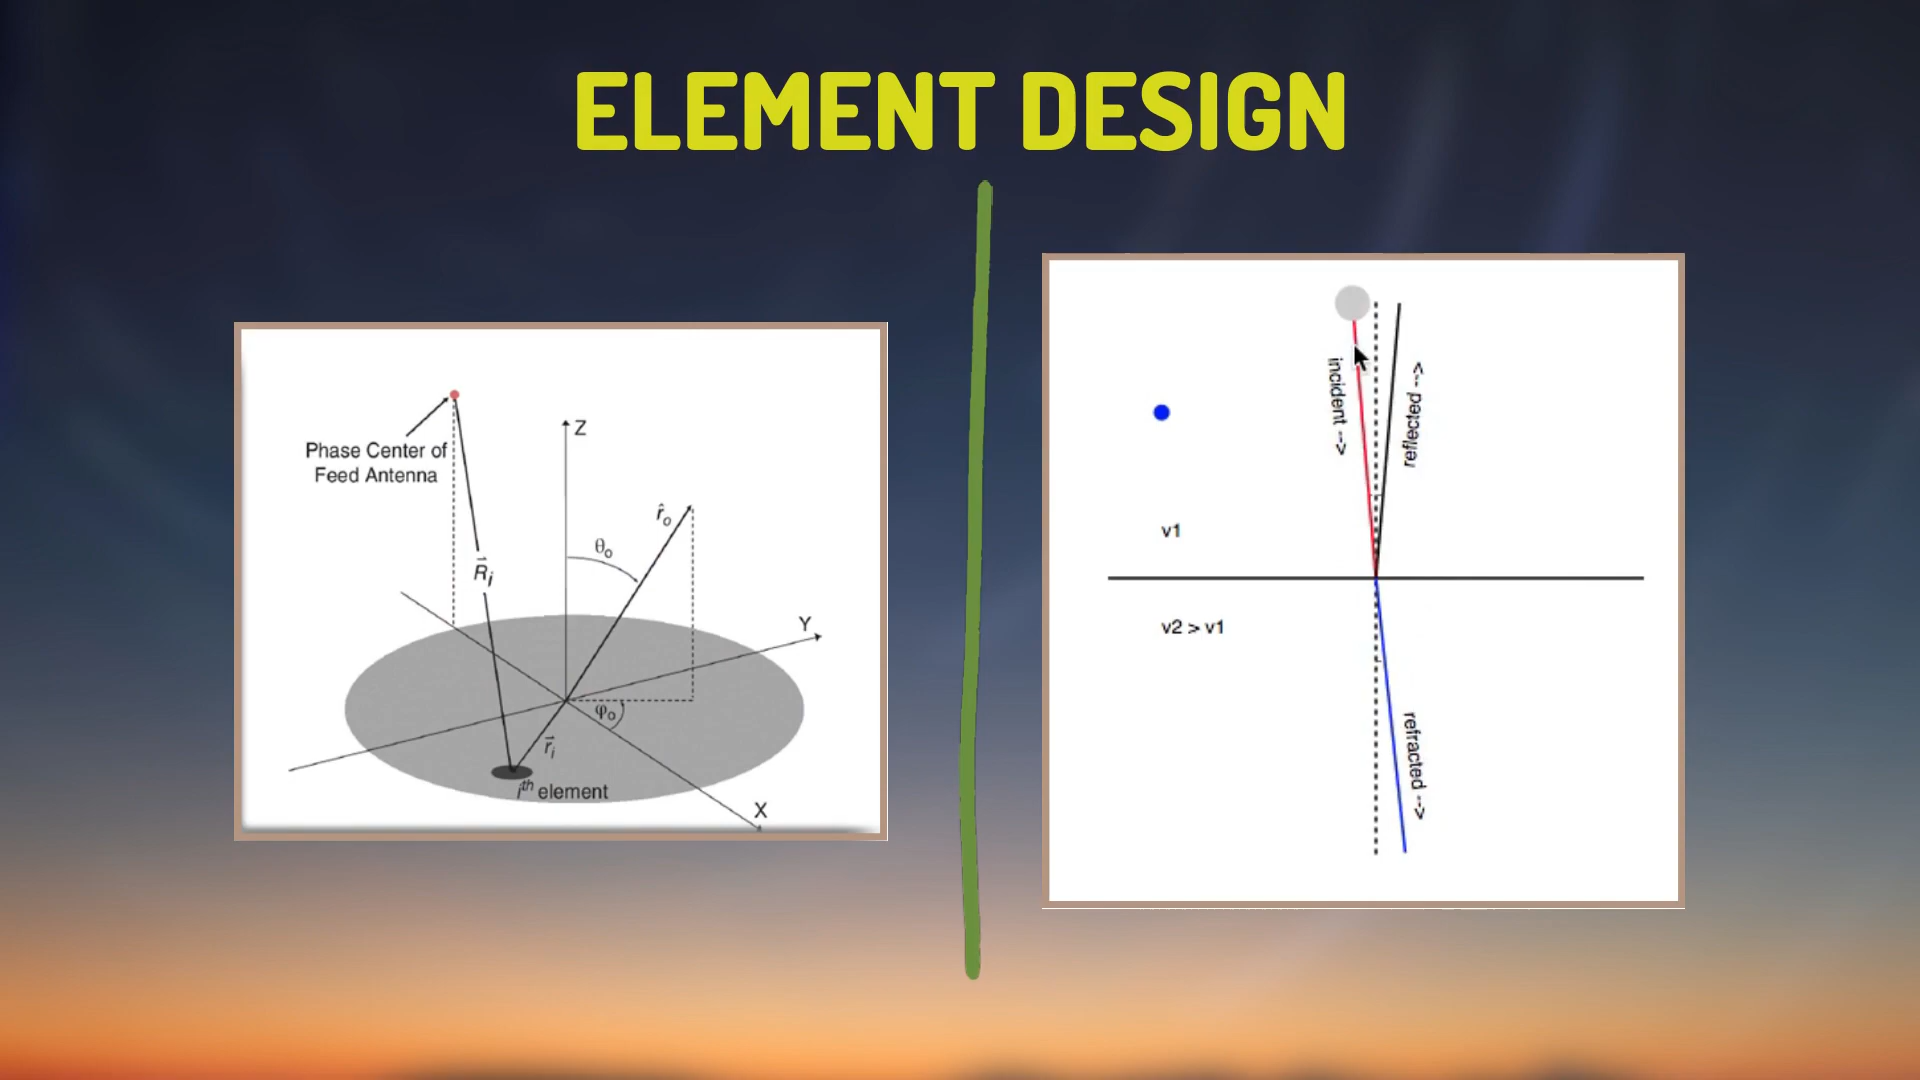 ELEMENT DESIGN
Phase Center of
Feed Antenna
Z
r̂o
θo
R⃗i
Y
φo
r⃗i
ith element
X
incident -->
reflected -->
v1
v2 > v1
refracted -->